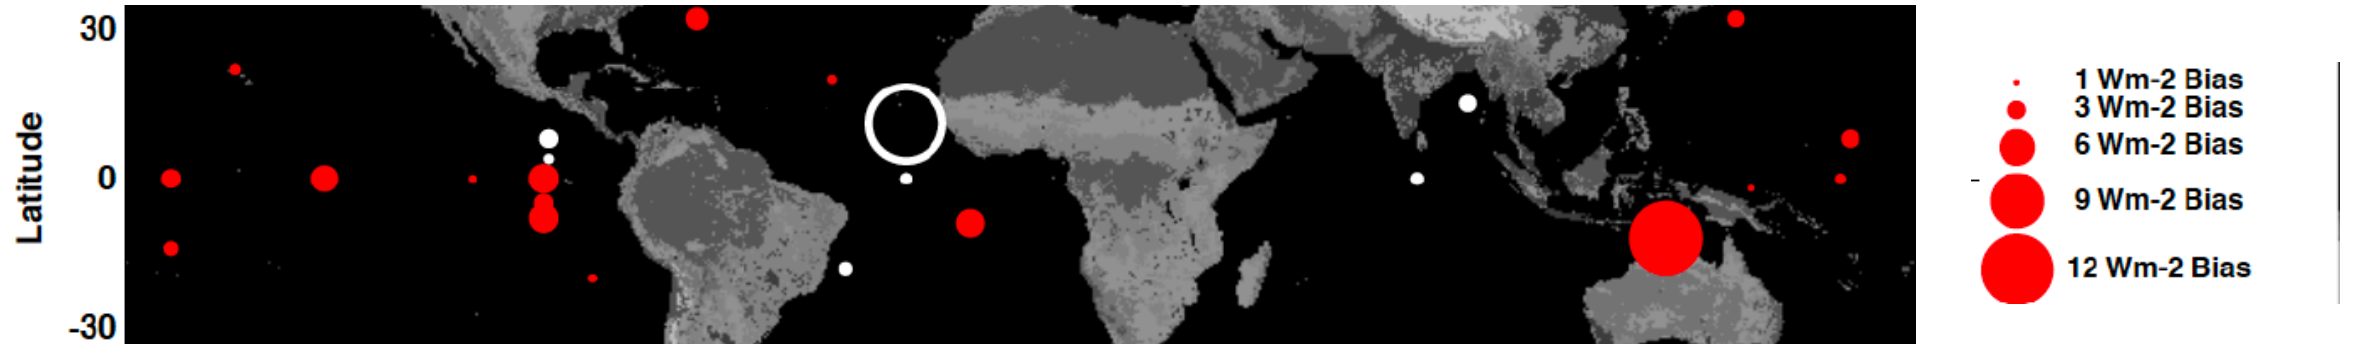 Latitude
30
0
-30
1 Wm-2 Bias
3 Wm-2 Bias
6 Wm-2 Bias
9 Wm-2 Bias
12 Wm-2 Bias